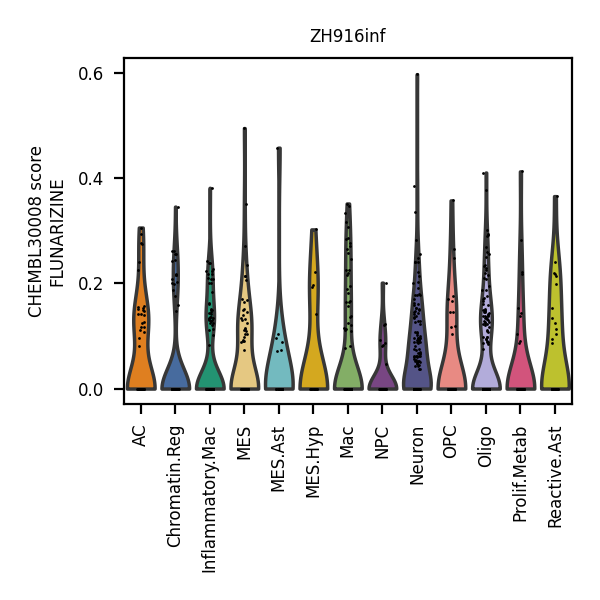 ZH916inf
CHEMBL30008 score
FLUNARIZINE
0.6
0.4
0.2
0.0
AC
Chromatin.Reg
Inflammatory.Mac
MES
MES.Ast
MES.Hyp
Mac
NPC
Neuron
OPC
Oligo
Prolif.Metab
Reactive.Ast